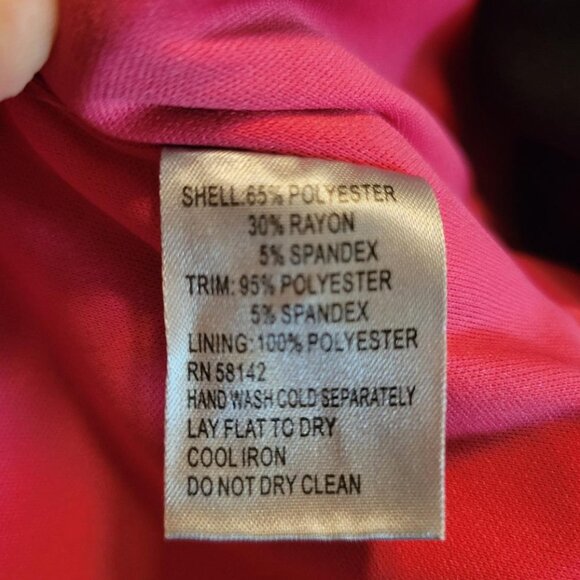 SHELL:65% POLYESTER
30% RAYON
5% SPANDEX
TRIM: 95% POLYESTER
5% SPANDEX
LINING: 100% POLYESTER
RN 58142
HAND WASH COLD SEPARATELY
LAY FLAT TO DRY
COOL IRON
DO NOT DRY CLEAN